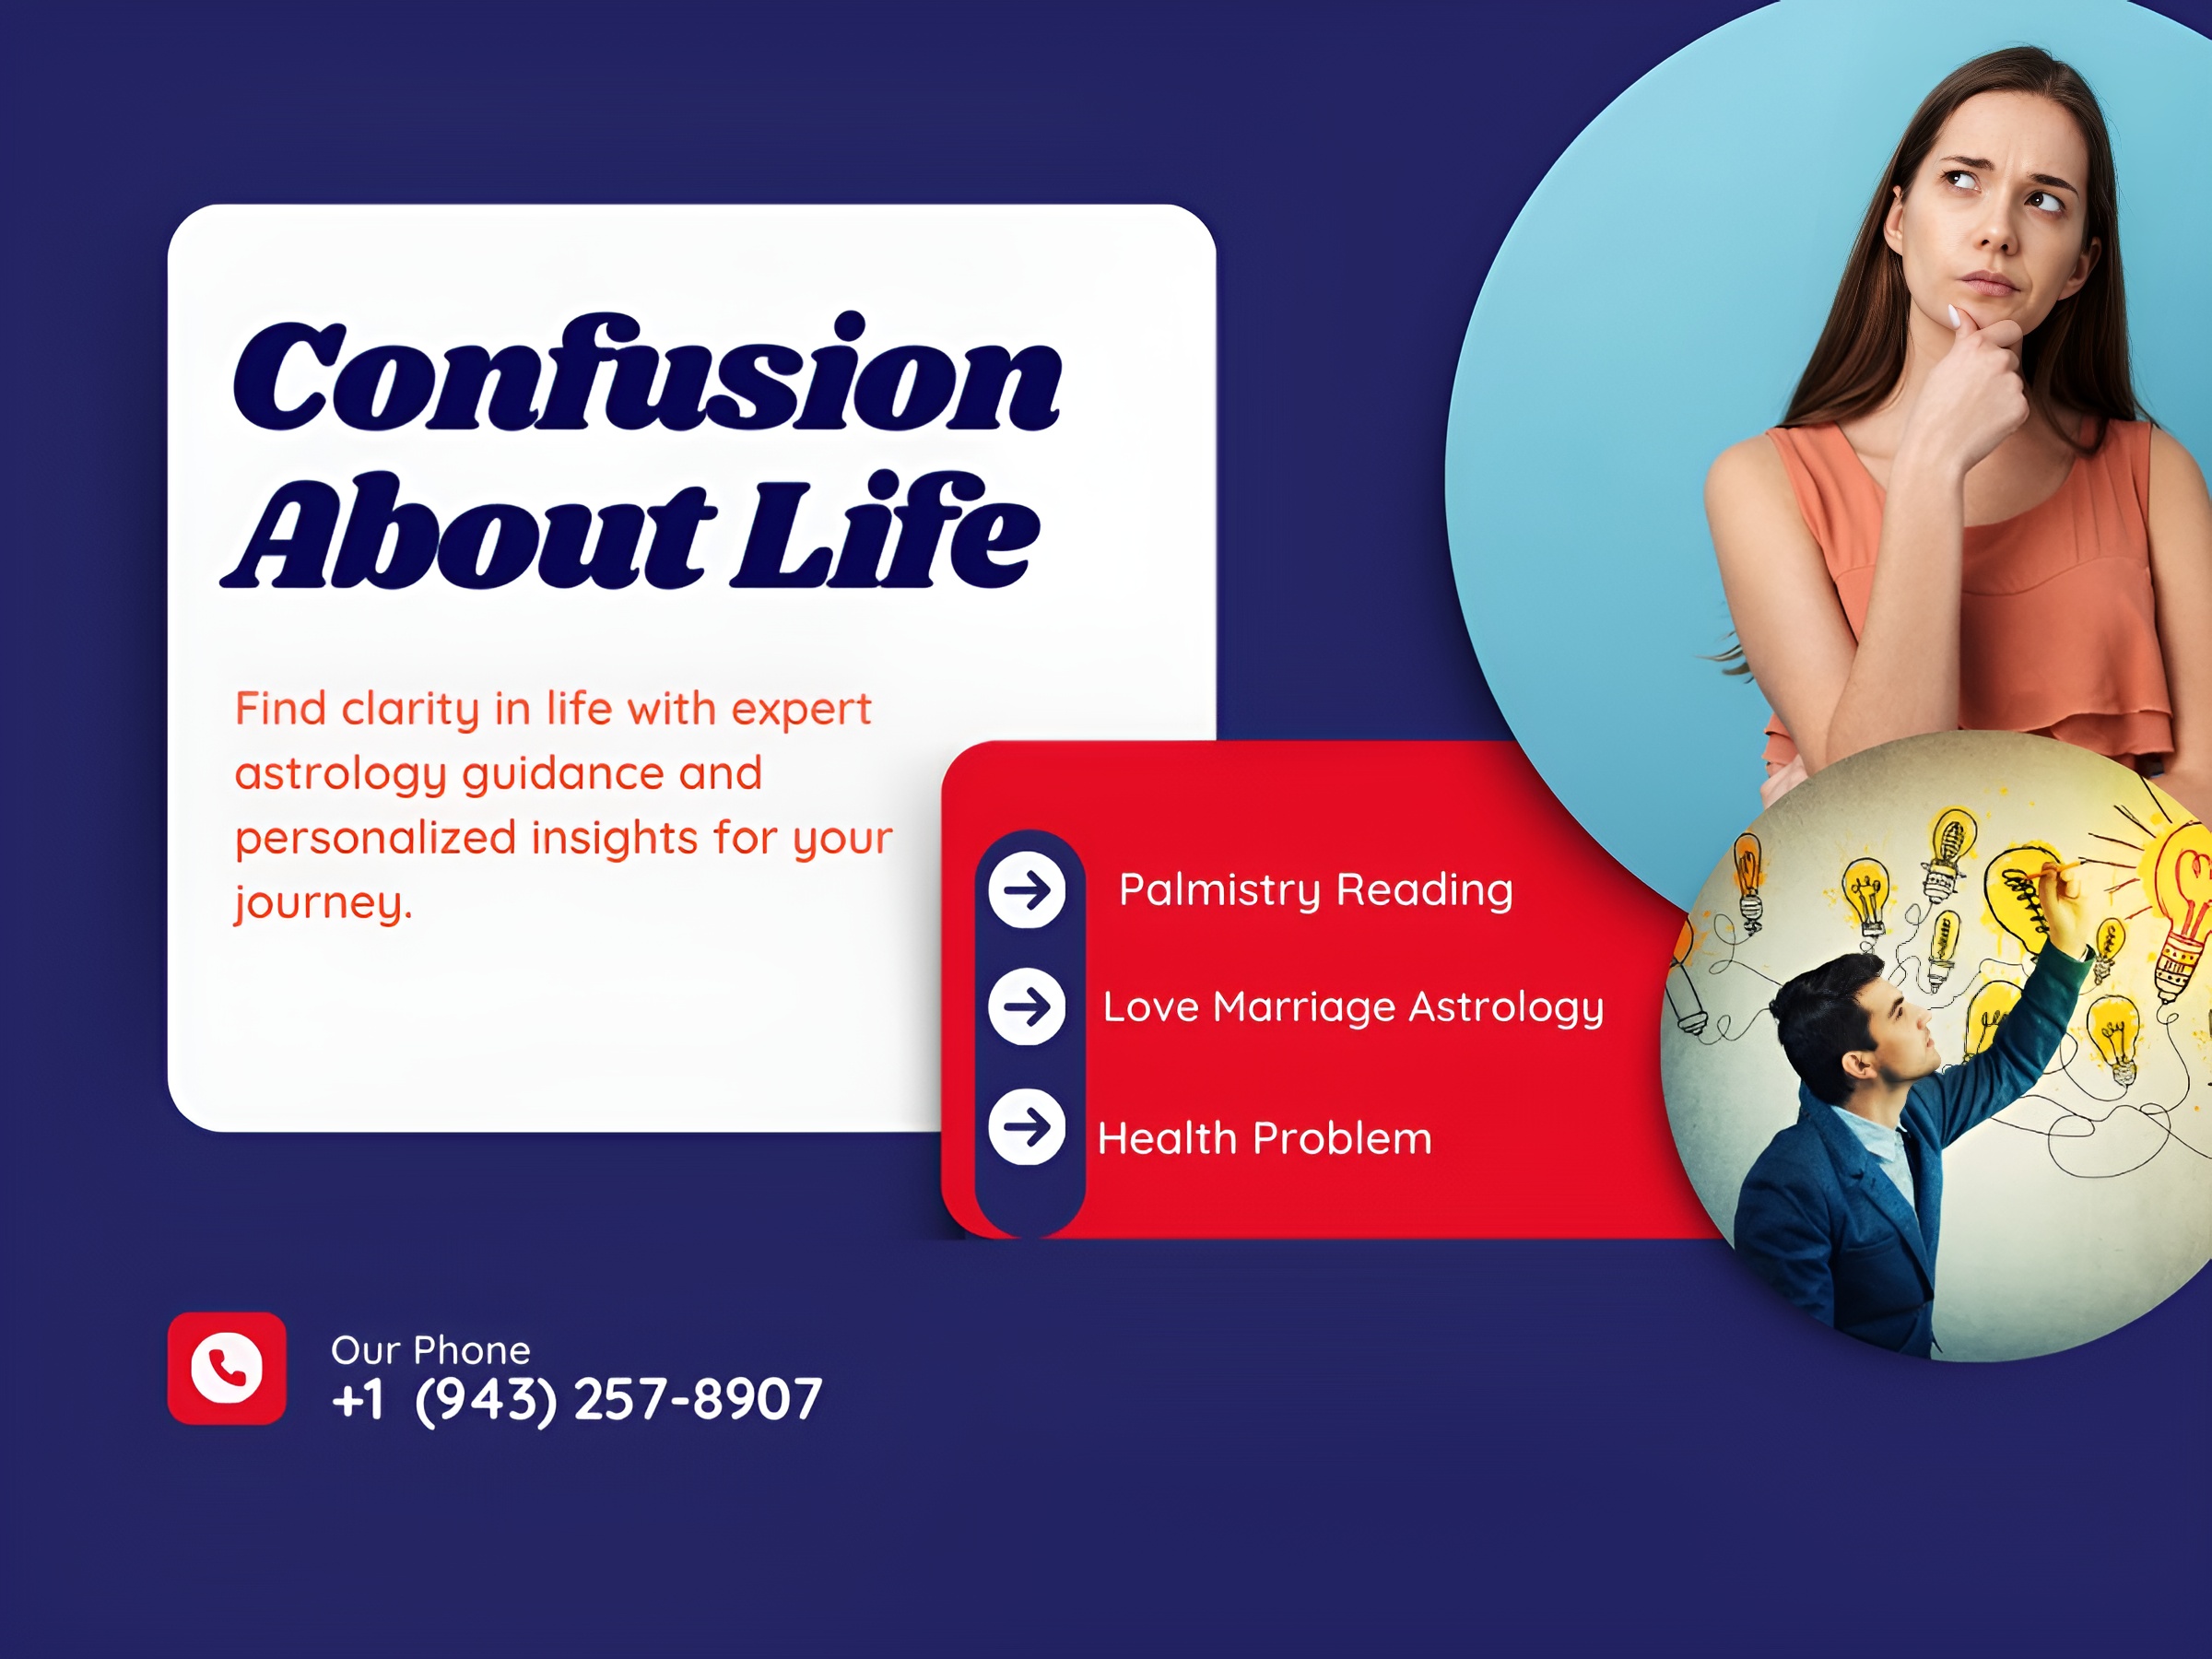 Confusion
About Life
Find clarity in life with expert
astrology guidance and
personalized insights for your
journey.
Palmistry Reading
Love Marriage Astrology
Health Problem
Our Phone
+1 (943) 257-8907